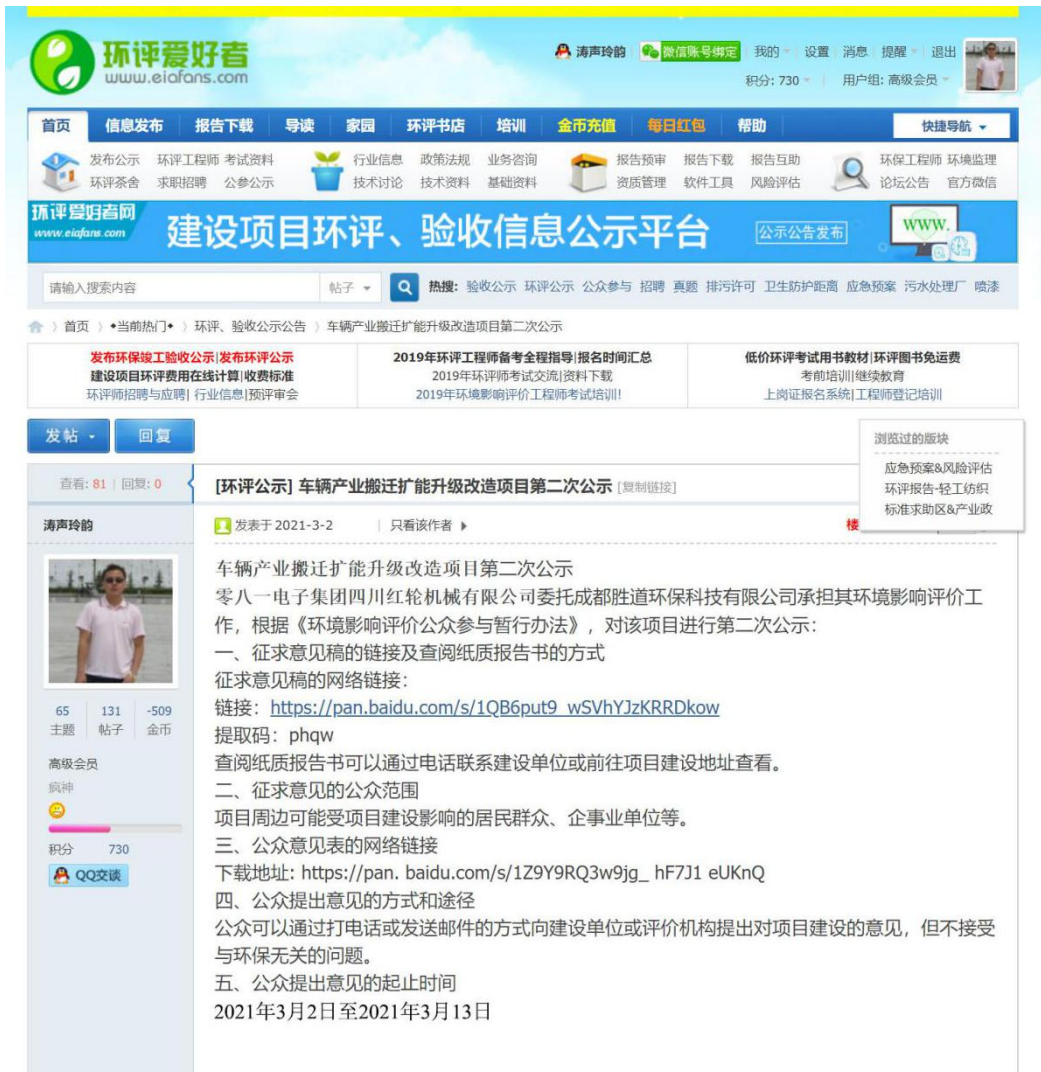 环评爱好者
www.eiafans.com
涛声玲韵 微信账号绑定 我的 设置 消息 提醒 退出
积分: 730 用户组: 高级会员
首页 信息发布 报告下载 导读 家园 环评书店 培训 金币充值 每日红包 帮助 快捷导航
发布公示 环评工程师 考试资料 行业信息 政策法规 业务咨询 报告预审 报告下载 报告互助 环保工程师 环境监理
环评茶舍 求职招聘 公参公示 技术讨论 技术资料 基础资料 资质管理 软件工具 风险评估 论坛公告 官方微信
环评爱好者网
www.eiafans.com
建设项目环评、验收信息公示平台 公示公告发布 www.
请输入搜索内容 帖子 热搜: 验收公示 环评公示 公众参与 招聘 真题 排污许可 卫生防护距离 应急预案 污水处理厂 喷漆
首页 •当前热门• 环评、验收公示公告 车辆产业搬迁扩能升级改造项目第二次公示
发布环保竣工验收公示|发布环评公示 2019年环评工程师备考全程指导|报名时间汇总 低价环评考试用书教材|环评图书免运费
建设项目环评费用在线计算|收费标准 2019年环评师考试交流|资料下载 考前培训|继续教育
环评师招聘与应聘| 行业信息|预评审会 2019年环境影响评价工程师考试培训! 上岗证报名系统|工程师登记培训
发帖 回复
浏览过的版块
应急预案&风险评估
环评报告-轻工纺织
标准求助区&产业政
查看: 81 | 回复: 0
[环评公示] 车辆产业搬迁扩能升级改造项目第二次公示 [复制链接]
涛声玲韵
发表于 2021-3-2 | 只看该作者
楼
65 131 -509
主题 帖子 金币
高级会员
疯神
积分 730
QQ交谈
车辆产业搬迁扩能升级改造项目第二次公示
零八一电子集团四川红轮机械有限公司委托成都胜道环保科技有限公司承担其环境影响评价工
作，根据《环境影响评价公众参与暂行办法》，对该项目进行第二次公示：
一、征求意见稿的链接及查阅纸质报告书的方式
征求意见稿的网络链接：
链接：https://pan.baidu.com/s/1QB6put9_wSVhYJzKRRDkow
提取码：phqw
查阅纸质报告书可以通过电话联系建设单位或前往项目建设地址查看。
二、征求意见的公众范围
项目周边可能受项目建设影响的居民群众、企事业单位等。
三、公众意见表的网络链接
下载地址: https://pan. baidu.com/s/1Z9Y9RQ3w9jg_ hF7J1 eUKnQ
四、公众提出意见的方式和途径
公众可以通过打电话或发送邮件的方式向建设单位或评价机构提出对项目建设的意见，但不接受
与环保无关的问题。
五、公众提出意见的起止时间
2021年3月2日至2021年3月13日